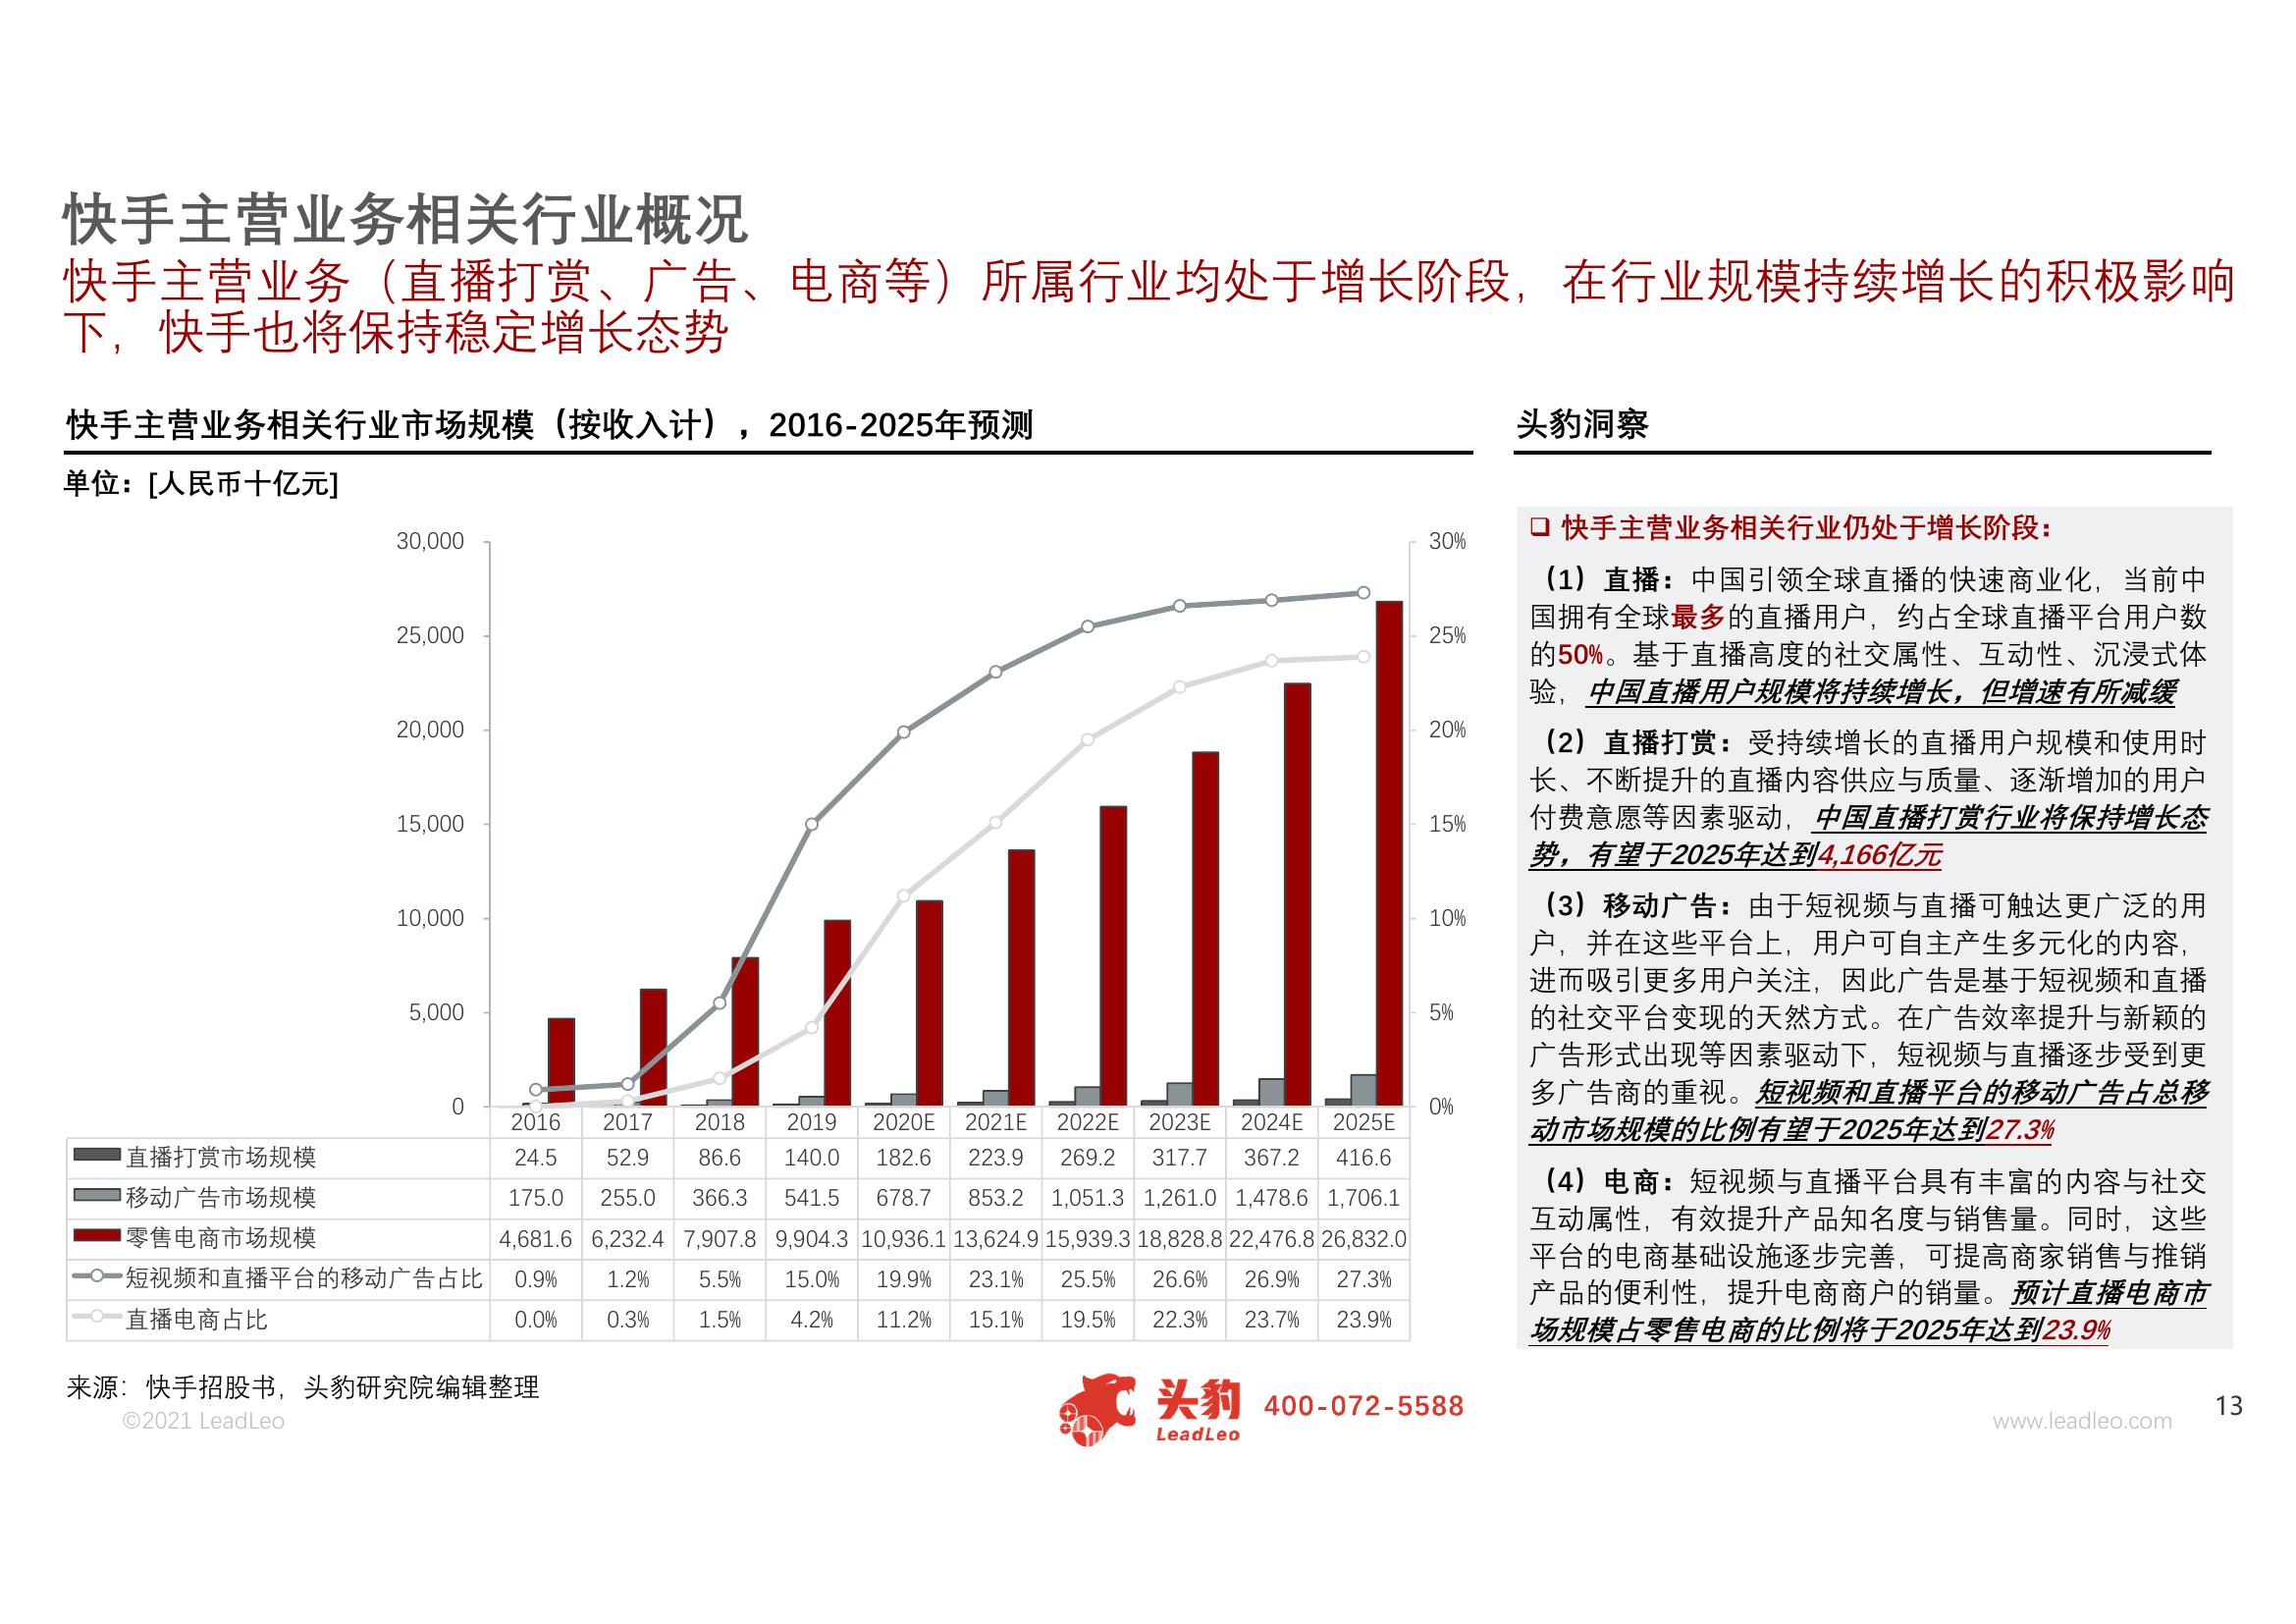 快手主营业务相关行业概况
快手主营业务（直播打赏、广告、电商等）所属行业均处于增长阶段，在行业规模持续增长的积极影响
下，快手也将保持稳定增长态势
快手主营业务相关行业市场规模（按收入计），2016-2025年预测
单位：[人民币十亿元]
30,000
25,000
20,000
15,000
10,000
5,000
0
30%
25%
20%
15%
10%
5%
0%
2016 2017 2018 2019 2020E 2021E 2022E 2023E 2024E 2025E
直播打赏市场规模 24.5 52.9 86.6 140.0 182.6 223.9 269.2 317.7 367.2 416.6
移动广告市场规模 175.0 255.0 366.3 541.5 678.7 853.2 1,051.3 1,261.0 1,478.6 1,706.1
零售电商市场规模 4,681.6 6,232.4 7,907.8 9,904.3 10,936.1 13,624.9 15,939.3 18,828.8 22,476.8 26,832.0
短视频和直播平台的移动广告占比 0.9% 1.2% 5.5% 15.0% 19.9% 23.1% 25.5% 26.6% 26.9% 27.3%
直播电商占比 0.0% 0.3% 1.5% 4.2% 11.2% 15.1% 19.5% 22.3% 23.7% 23.9%
头豹洞察
❑ 快手主营业务相关行业仍处于增长阶段：
（1）直播：中国引领全球直播的快速商业化，当前中
国拥有全球最多的直播用户，约占全球直播平台用户数
的50%。基于直播高度的社交属性、互动性、沉浸式体
验，中国直播用户规模将持续增长，但增速有所减缓
（2）直播打赏：受持续增长的直播用户规模和使用时
长、不断提升的直播内容供应与质量、逐渐增加的用户
付费意愿等因素驱动，中国直播打赏行业将保持增长态
势，有望于2025年达到4,166亿元
（3）移动广告：由于短视频与直播可触达更广泛的用
户，并在这些平台上，用户可自主产生多元化的内容，
进而吸引更多用户关注，因此广告是基于短视频和直播
的社交平台变现的天然方式。在广告效率提升与新颖的
广告形式出现等因素驱动下，短视频与直播逐步受到更
多广告商的重视。短视频和直播平台的移动广告占总移
动市场规模的比例有望于2025年达到27.3%
（4）电商：短视频与直播平台具有丰富的内容与社交
互动属性，有效提升产品知名度与销售量。同时，这些
平台的电商基础设施逐步完善，可提高商家销售与推销
产品的便利性，提升电商商户的销量。预计直播电商市
场规模占零售电商的比例将于2025年达到23.9%
来源：快手招股书，头豹研究院编辑整理
©2021 LeadLeo
头豹
LeadLeo
400-072-5588
www.leadleo.com
13